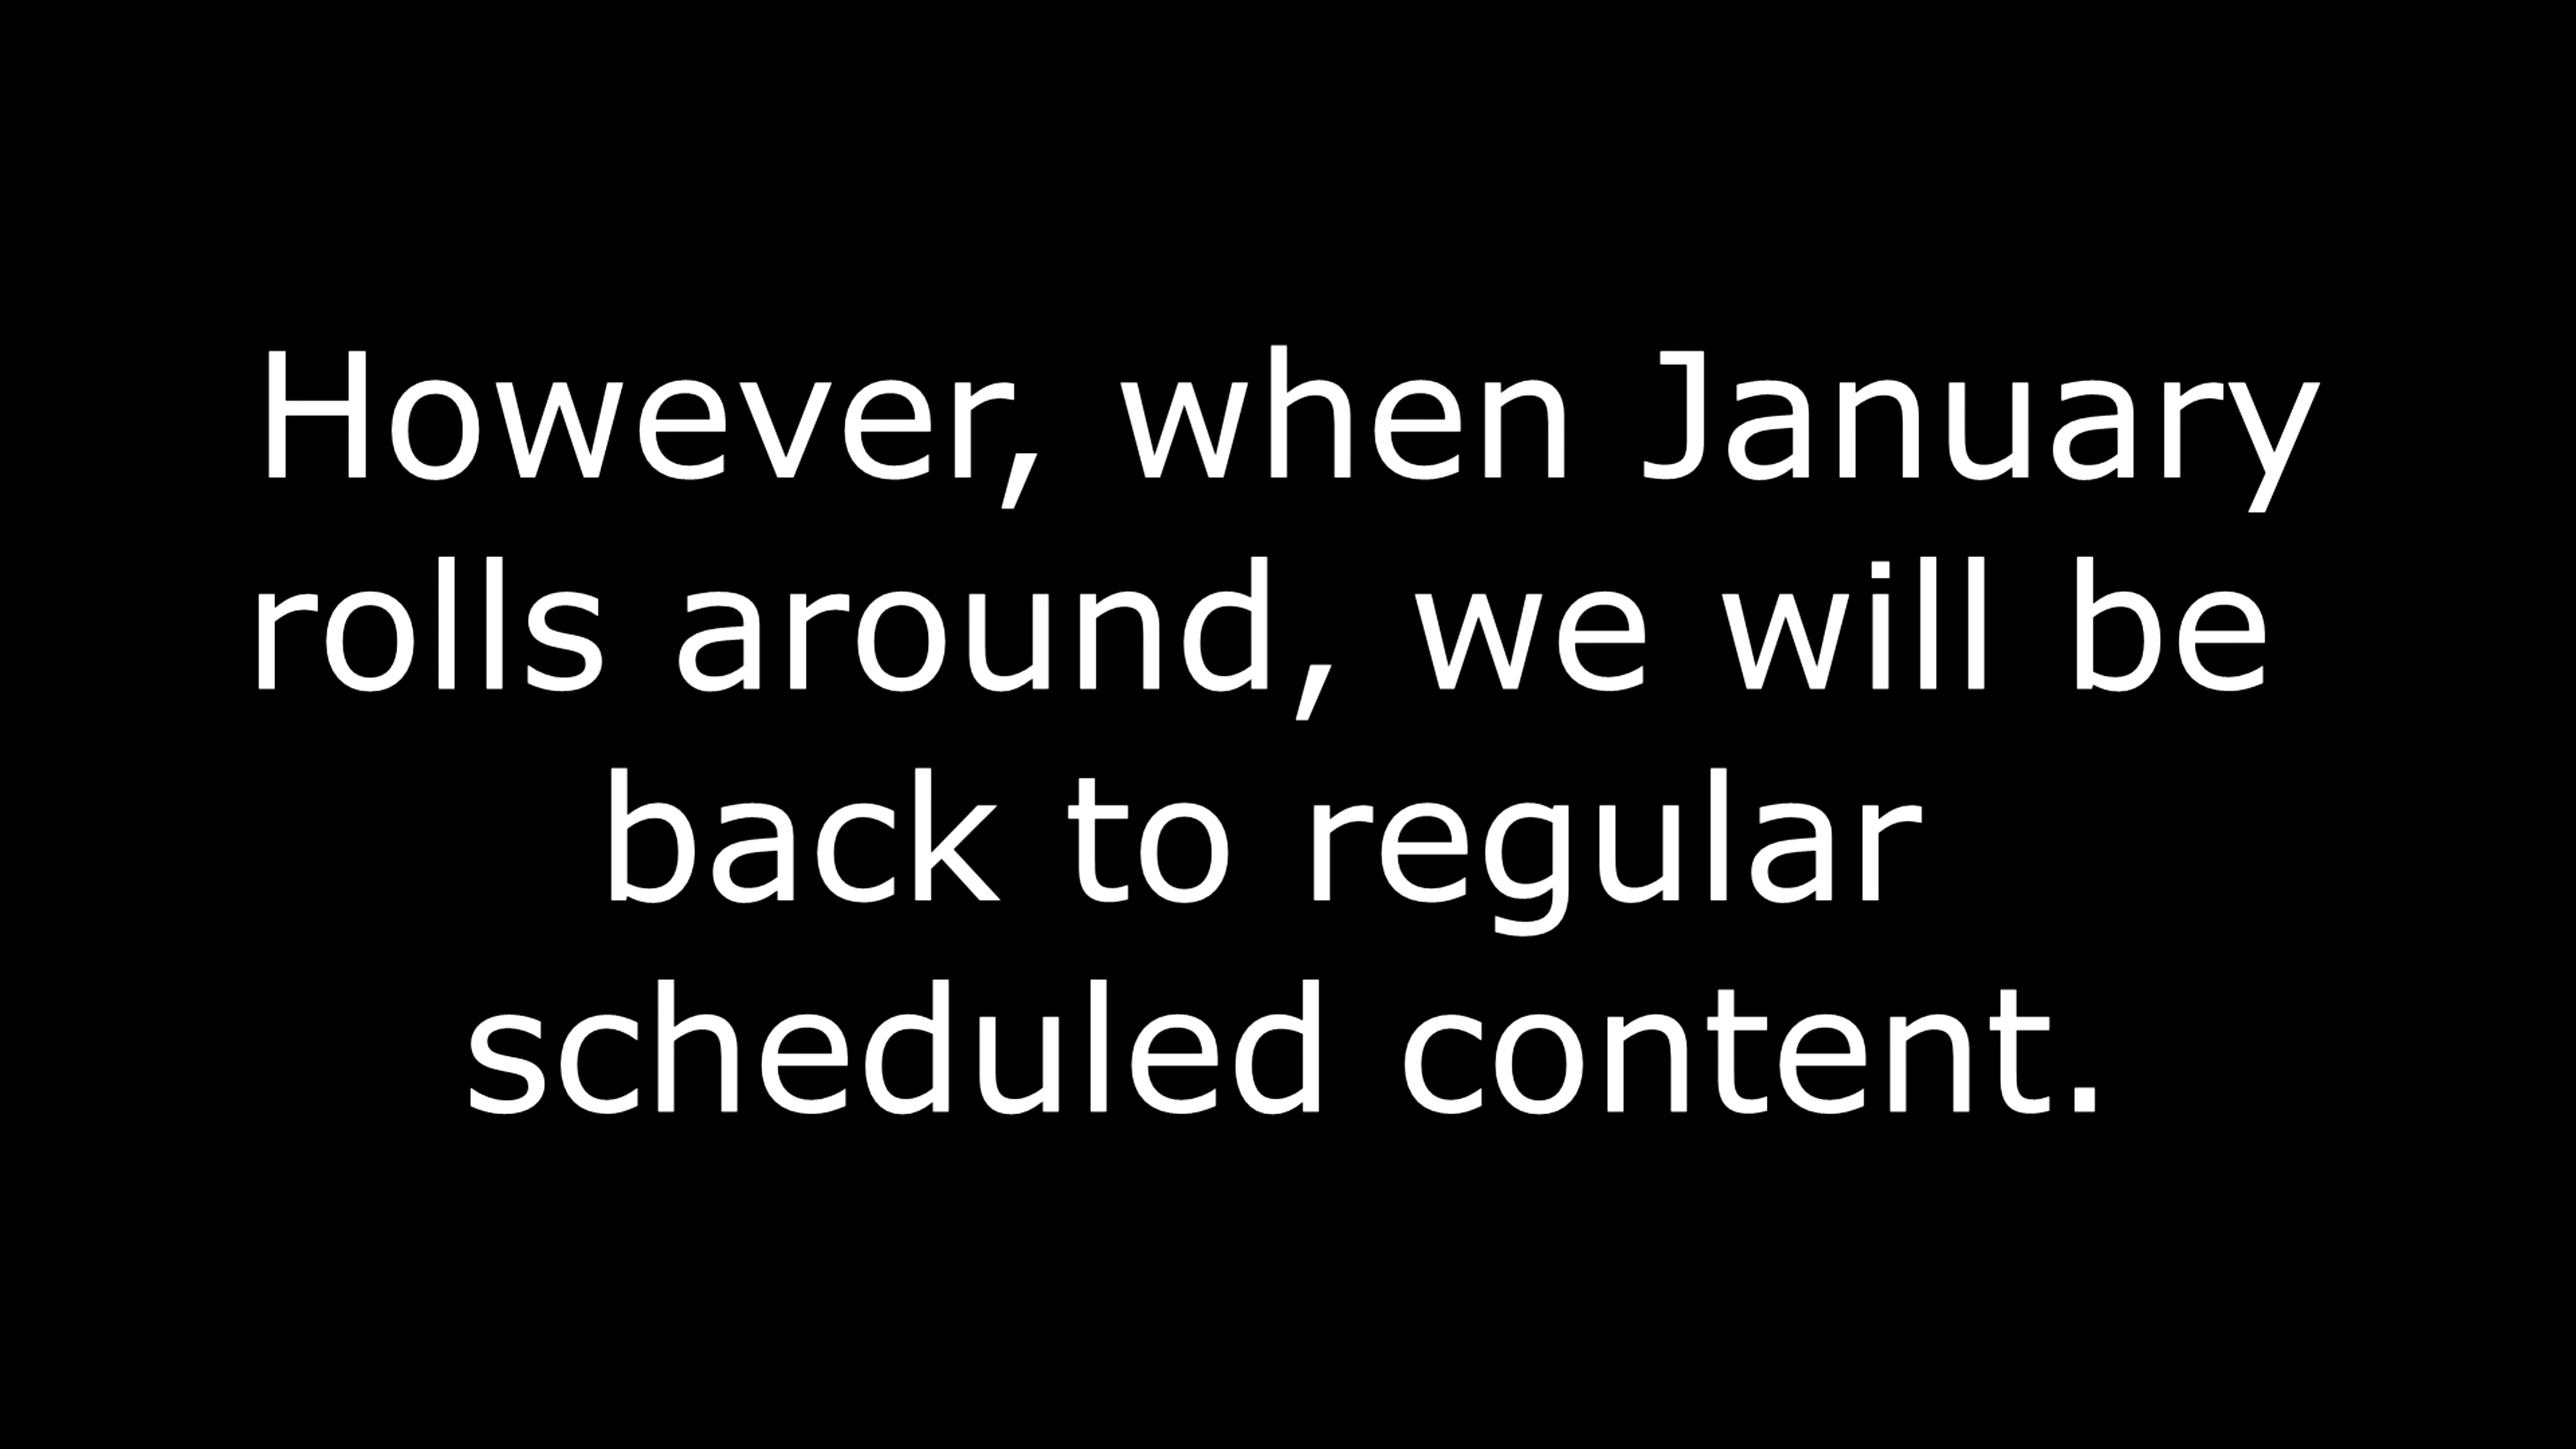 However, when January
rolls around, we will be
back to regular
scheduled content.